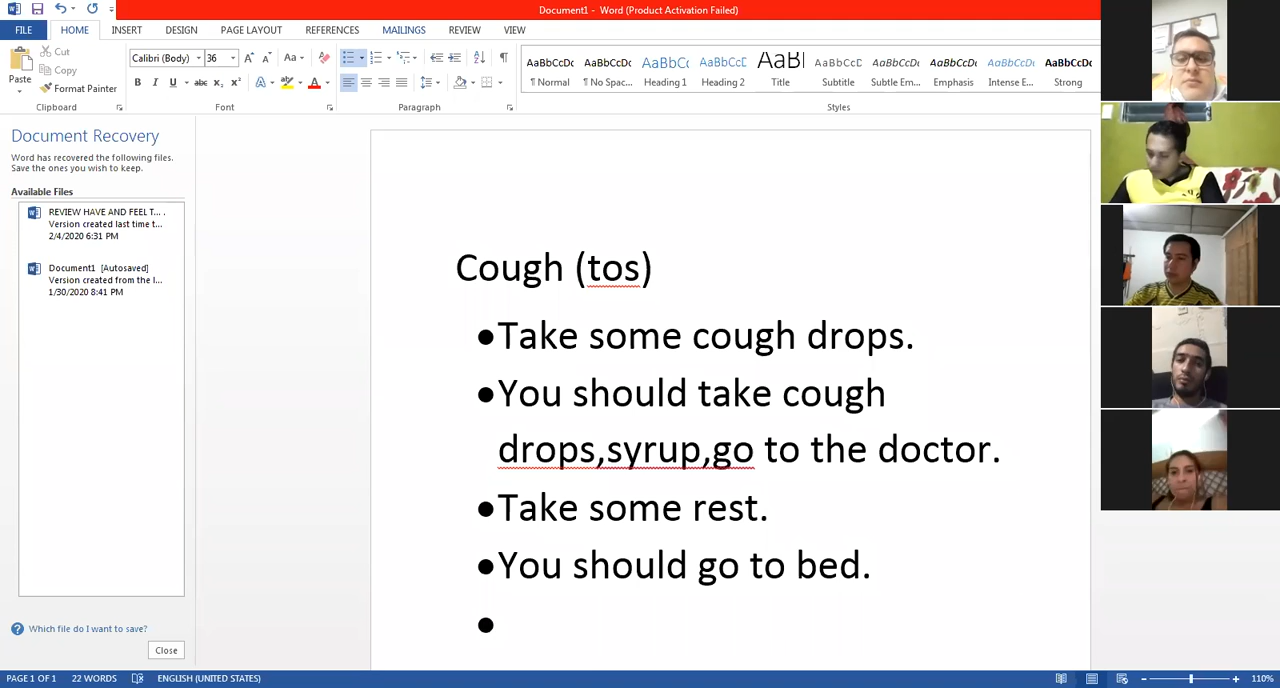 Document1 - Word (Product Activation Failed)
FILE HOME INSERT DESIGN PAGE LAYOUT REFERENCES MAILINGS REVIEW VIEW
Cut
Copy
Format Painter
Paste
Clipboard
Calibri (Body) 36
Font
Paragraph
AaBbCcDc AaBbCcDc AaBbCc AaBbCcD AaBl AaBbCcDc AaBbCcDc AaBbCcDc AaBbCcDc AaBbCcDc
¶ Normal ¶ No Spac... Heading 1 Heading 2 Title Subtitle Subtle Em... Emphasis Intense E... Strong
Styles
Document Recovery
Word has recovered the following files.
Save the ones you wish to keep.
Available Files
REVIEW HAVE AND FEEL T... .
Version created last time t...
2/4/2020 6:31 PM
Document1 [Autosaved]
Version created from the l...
1/30/2020 8:41 PM
Which file do I want to save?
Close
Cough (tos)
•Take some cough drops.
•You should take cough
drops,syrup,go to the doctor.
•Take some rest.
•You should go to bed.
•
PAGE 1 OF 1 22 WORDS ENGLISH (UNITED STATES) 110%